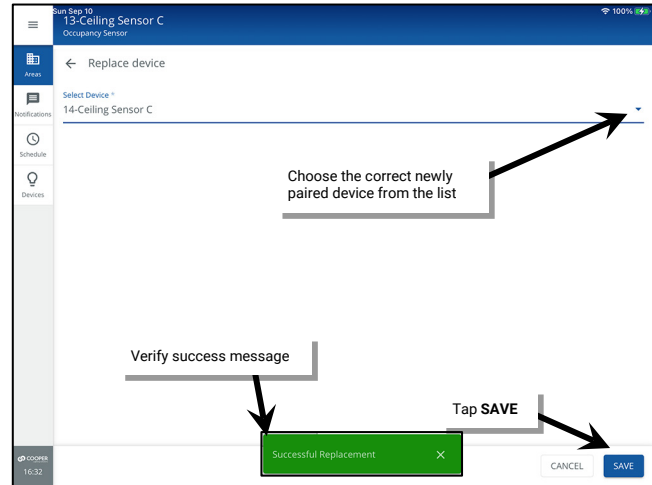 Sun Sep 10
100%
13-Ceiling Sensor C
Occupancy Sensor
Areas
Replace device
Select Device *
14-Ceiling Sensor C
Notifications
Schedule
Devices
Choose the correct newly
paired device from the list
Verify success message
Tap SAVE
Successful Replacement
CANCEL
SAVE
COOPER
16:32